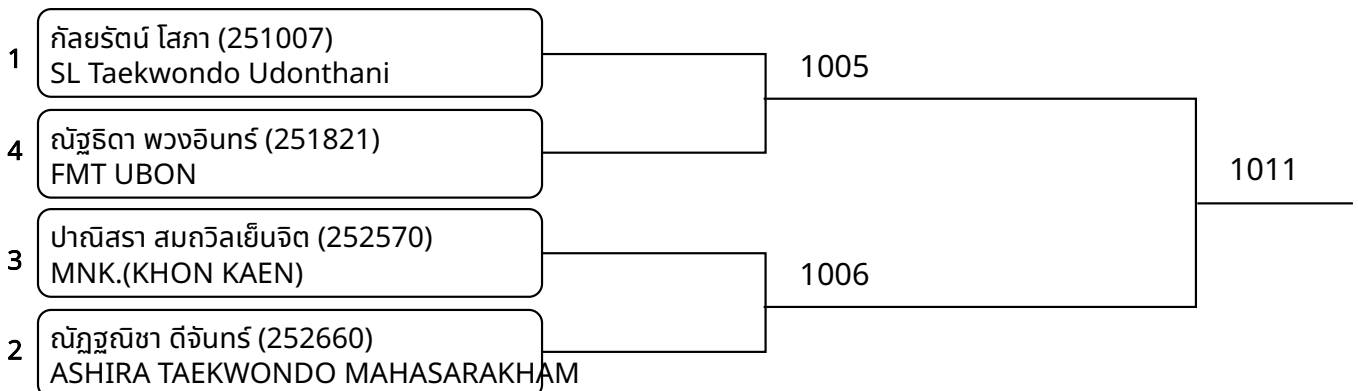 1
กัลยรัตน์ โสภา (251007)
SL Taekwondo Udonthani
1005
4
ณัฐธิดา พวงอินทร์ (251821)
FMT UBON
1011
3
ปาณิสรา สมถวิลเย็นจิต (252570)
MNK.(KHON KAEN)
1006
2
ณัฏฐณิชา ดีจันทร์ (252660)
ASHIRA TAEKWONDO MAHASARAKHAM